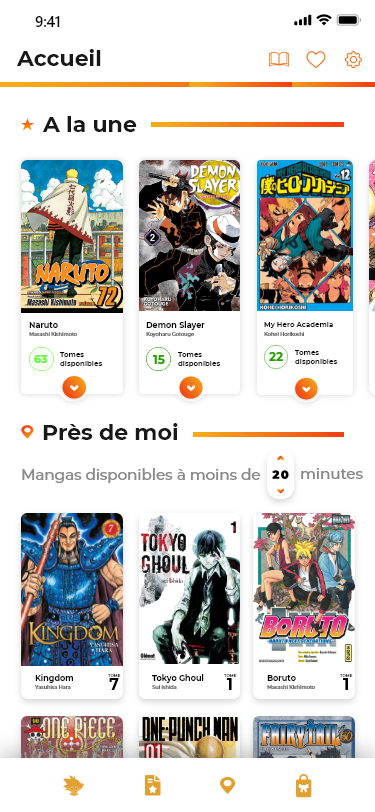 9:41
Accueil
A la une
NARUTO
Masashi Kishimoto
72
DEMON
SLAYER
2
KOYOHARU
GOTOUGE
VOL.12
僕のヒーローアカデミア
KOHEI HORIKOSHI
Naruto
Masashi Kishimoto
63
Tomes
disponibles
Demon Slayer
Koyoharu Gotouge
15
Tomes
disponibles
My Hero Academia
Kohei Horikoshi
22
Tomes
disponibles
Près de moi
Mangas disponibles à moins de 20 minutes
7
KINGDOM
YASUHISA
HARA
1
TOKYO
GHOUL
Sui Ishida
Glénat
BORUTO
Kingdom
Yasuhisa Hara
TOME
7
Tokyo Ghoul
Sui Ishida
TOME
1
Boruto
Masashi Kishimoto
TOME
1
ONE PIECE
ONE-PUNCH MAN
01
FAIRY TAIL
60